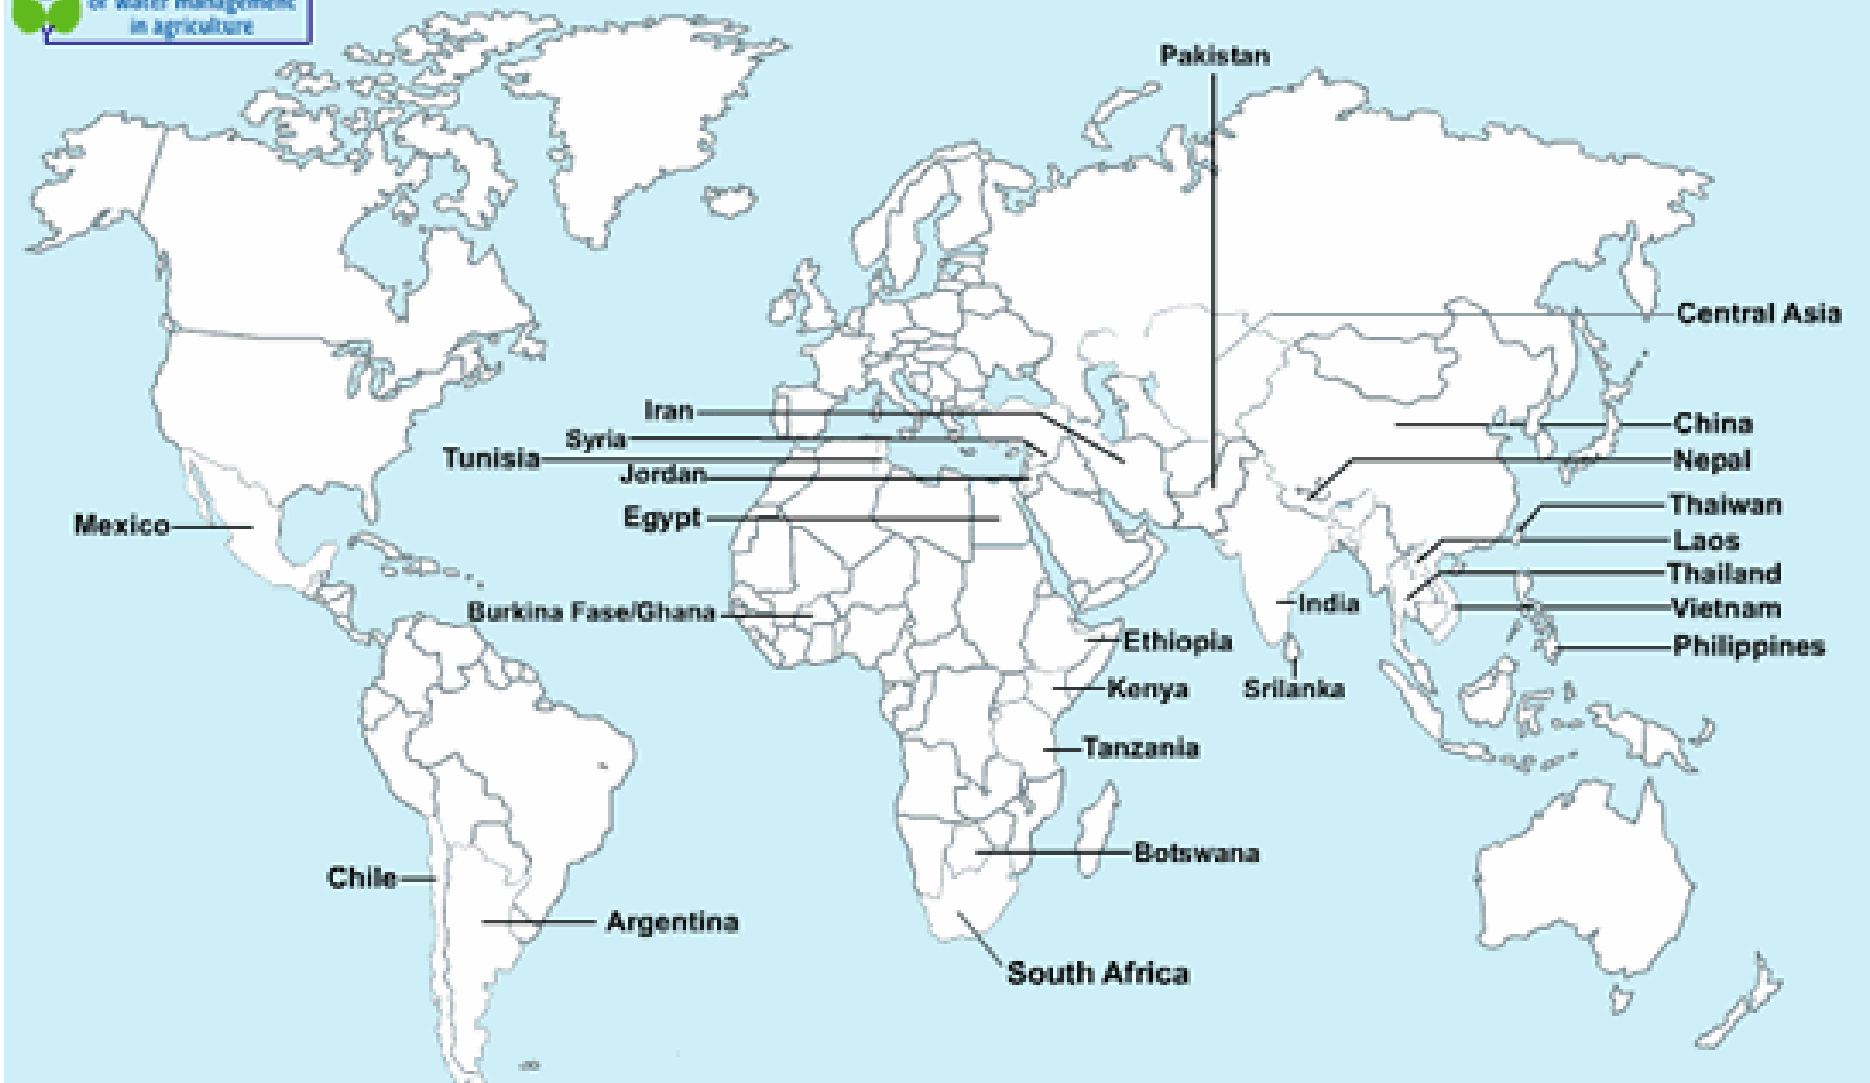 of water management
in agriculture
Pakistan
Central Asia
Iran
China
Syria
Tunisia
Nepal
Jordan
Thaiwan
Egypt
Mexico
Laos
Thailand
India
Vietnam
Burkina Fase/Ghana
Ethiopia
Philippines
Kenya
Srilanka
Tanzania
Botswana
Chile
Argentina
South Africa